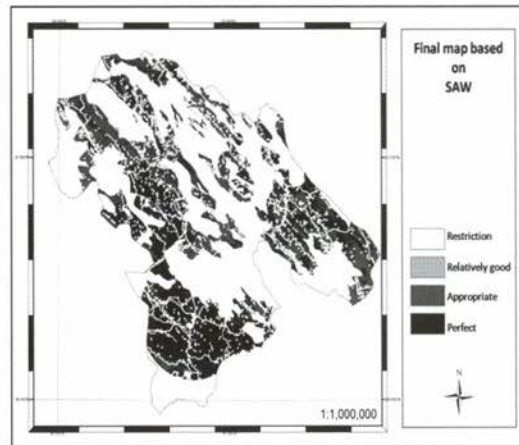 Final map based
on
SAW
Restriction
Relatively good
Appropriate
Perfect
N
1:1,000,000